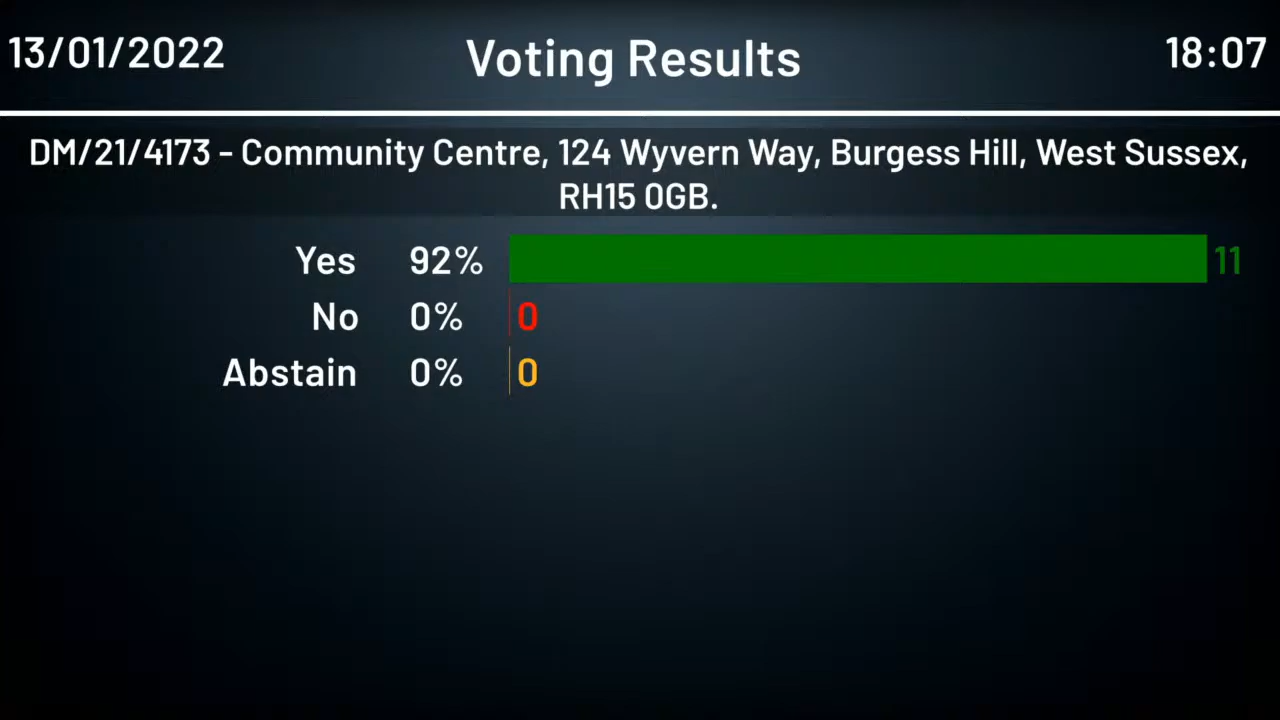 13/01/2022 Voting Results 18:07
DM/21/4173 - Community Centre, 124 Wyvern Way, Burgess Hill, West Sussex,
RH15 0GB.
Yes 92% 11
No 0% 0
Abstain 0% 0